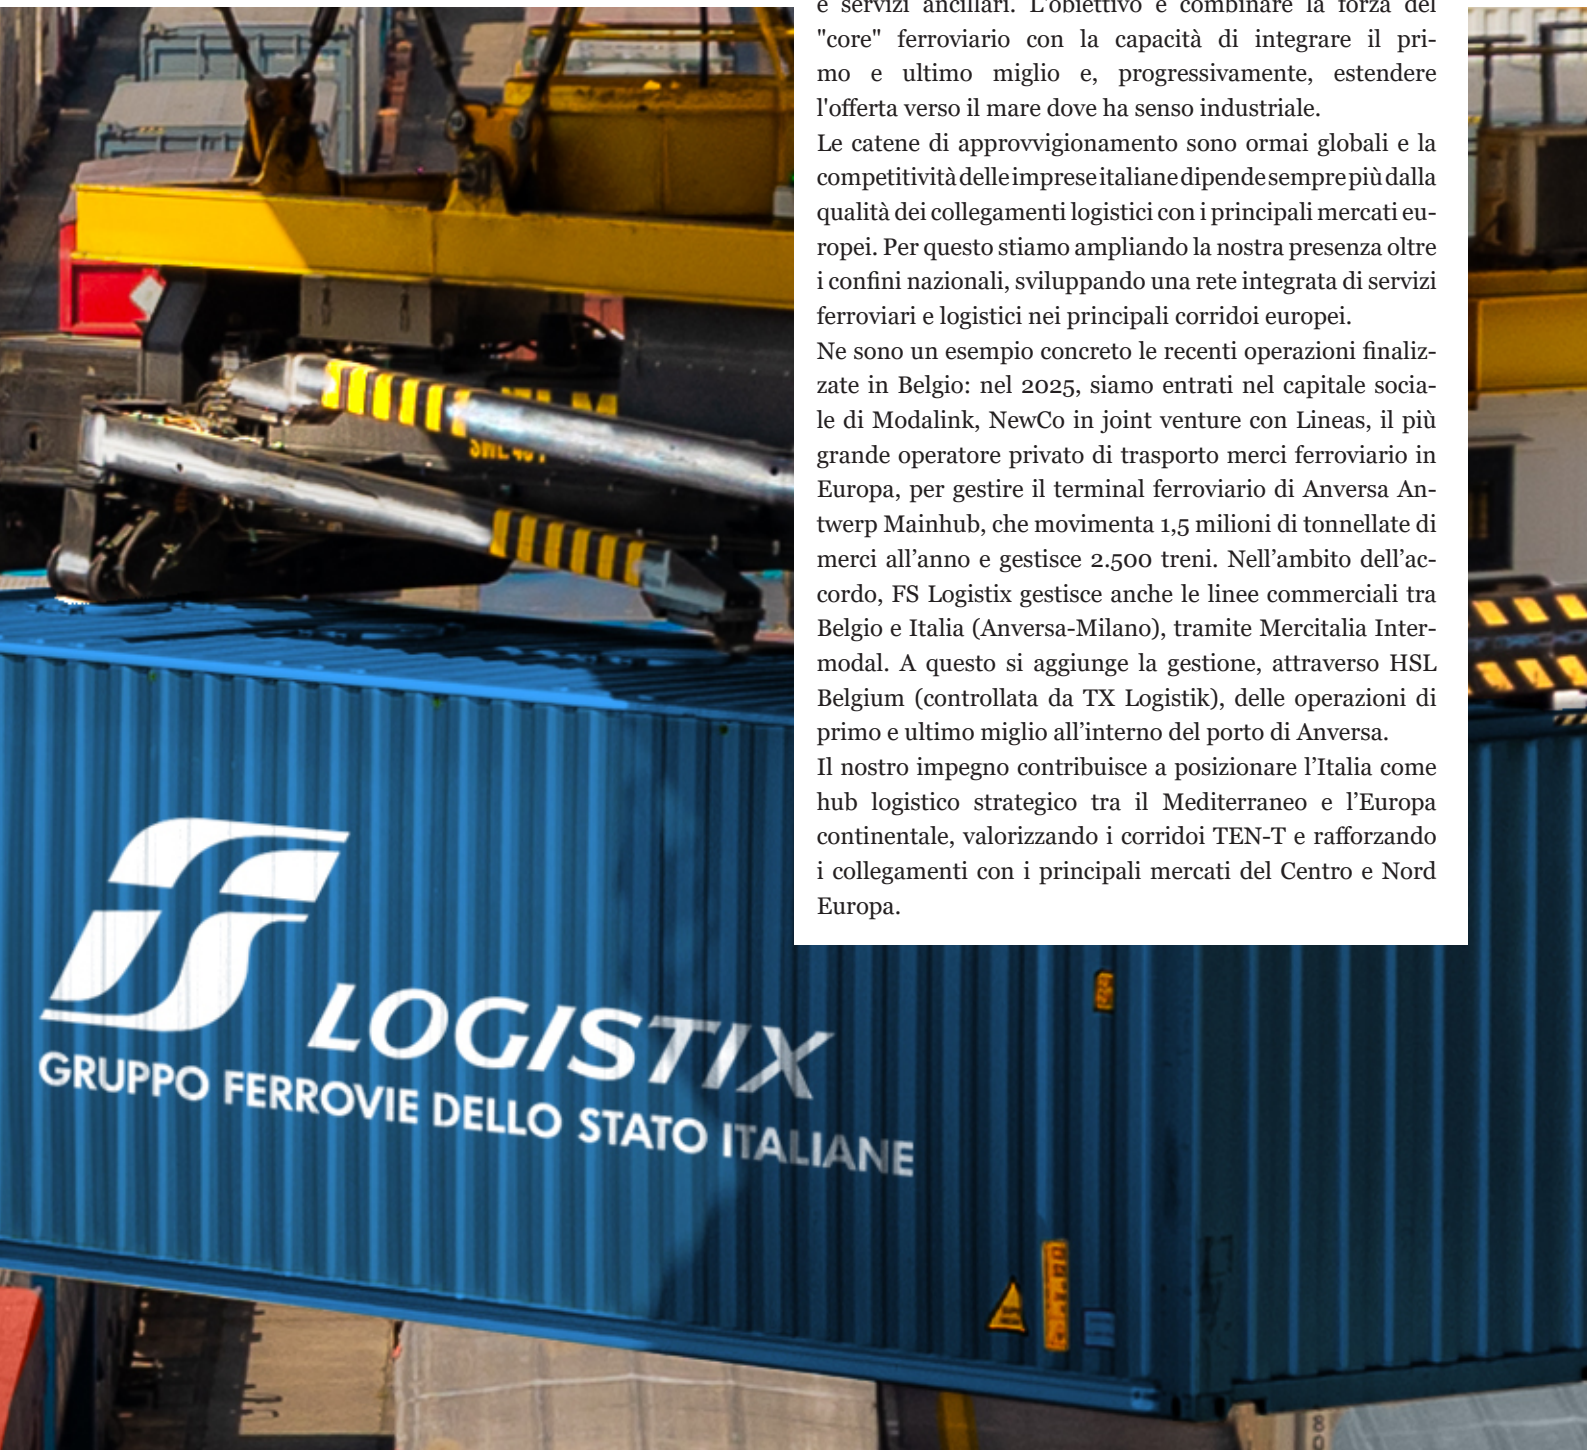 e servizi ancillari. L'obiettivo è combinare la forza del
"core" ferroviario con la capacità di integrare il pri-
mo e ultimo miglio e, progressivamente, estendere
l'offerta verso il mare dove ha senso industriale.
Le catene di approvvigionamento sono ormai globali e la
competitività delle imprese italiane dipende sempre più dalla
qualità dei collegamenti logistici con i principali mercati eu-
ropei. Per questo stiamo ampliando la nostra presenza oltre
i confini nazionali, sviluppando una rete integrata di servizi
ferroviari e logistici nei principali corridoi europei.
Ne sono un esempio concreto le recenti operazioni finaliz-
zate in Belgio: nel 2025, siamo entrati nel capitale socia-
le di Modalink, NewCo in joint venture con Lineas, il più
grande operatore privato di trasporto merci ferroviario in
Europa, per gestire il terminal ferroviario di Anversa An-
twerp Mainhub, che movimenta 1,5 milioni di tonnellate di
merci all’anno e gestisce 2.500 treni. Nell’ambito dell’ac-
cordo, FS Logistix gestisce anche le linee commerciali tra
Belgio e Italia (Anversa-Milano), tramite Mercitalia Inter-
modal. A questo si aggiunge la gestione, attraverso HSL
Belgium (controllata da TX Logistik), delle operazioni di
primo e ultimo miglio all’interno del porto di Anversa.
Il nostro impegno contribuisce a posizionare l’Italia come
hub logistico strategico tra il Mediterraneo e l’Europa
continentale, valorizzando i corridoi TEN-T e rafforzando
i collegamenti con i principali mercati del Centro e Nord
Europa.
FS LOGISTIX
GRUPPO FERROVIE DELLO STATO ITALIANE